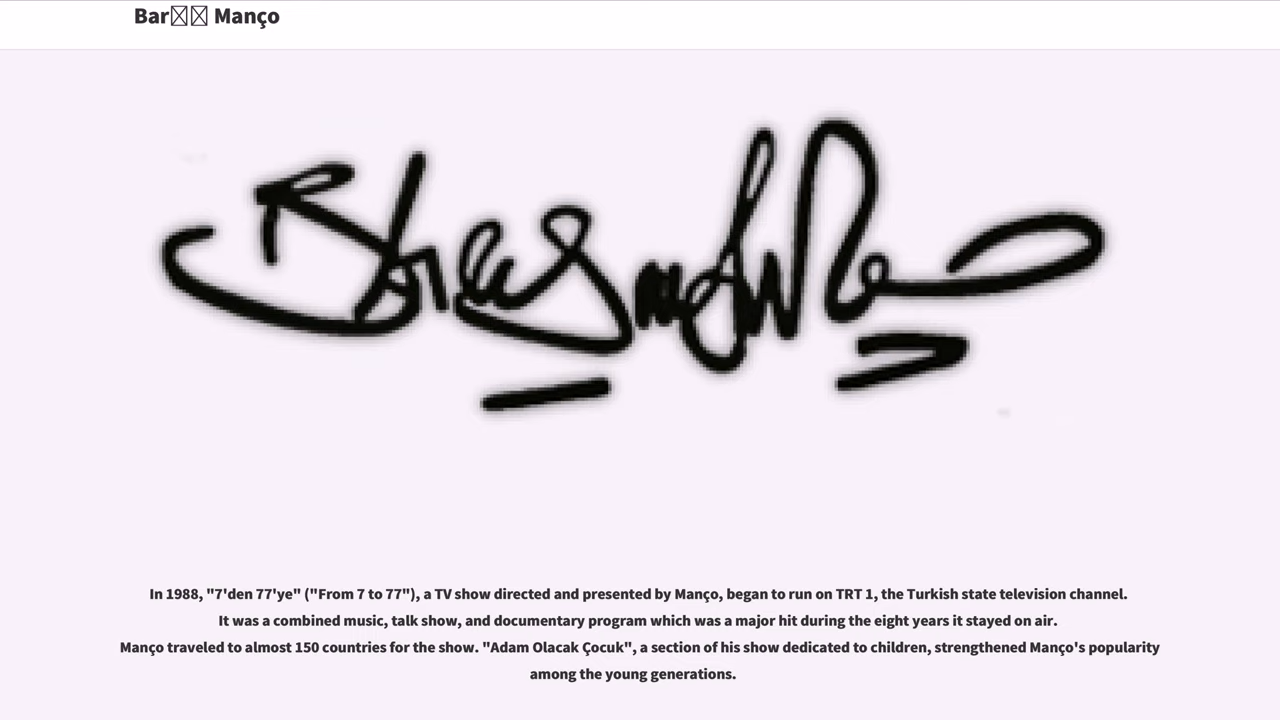 Bar Manço
In 1988, "7'den 77'ye" ("From 7 to 77"), a TV show directed and presented by Manço, began to run on TRT 1, the Turkish state television channel.
It was a combined music, talk show, and documentary program which was a major hit during the eight years it stayed on air.
Manço traveled to almost 150 countries for the show. "Adam Olacak Çocuk", a section of his show dedicated to children, strengthened Manço's popularity
among the young generations.